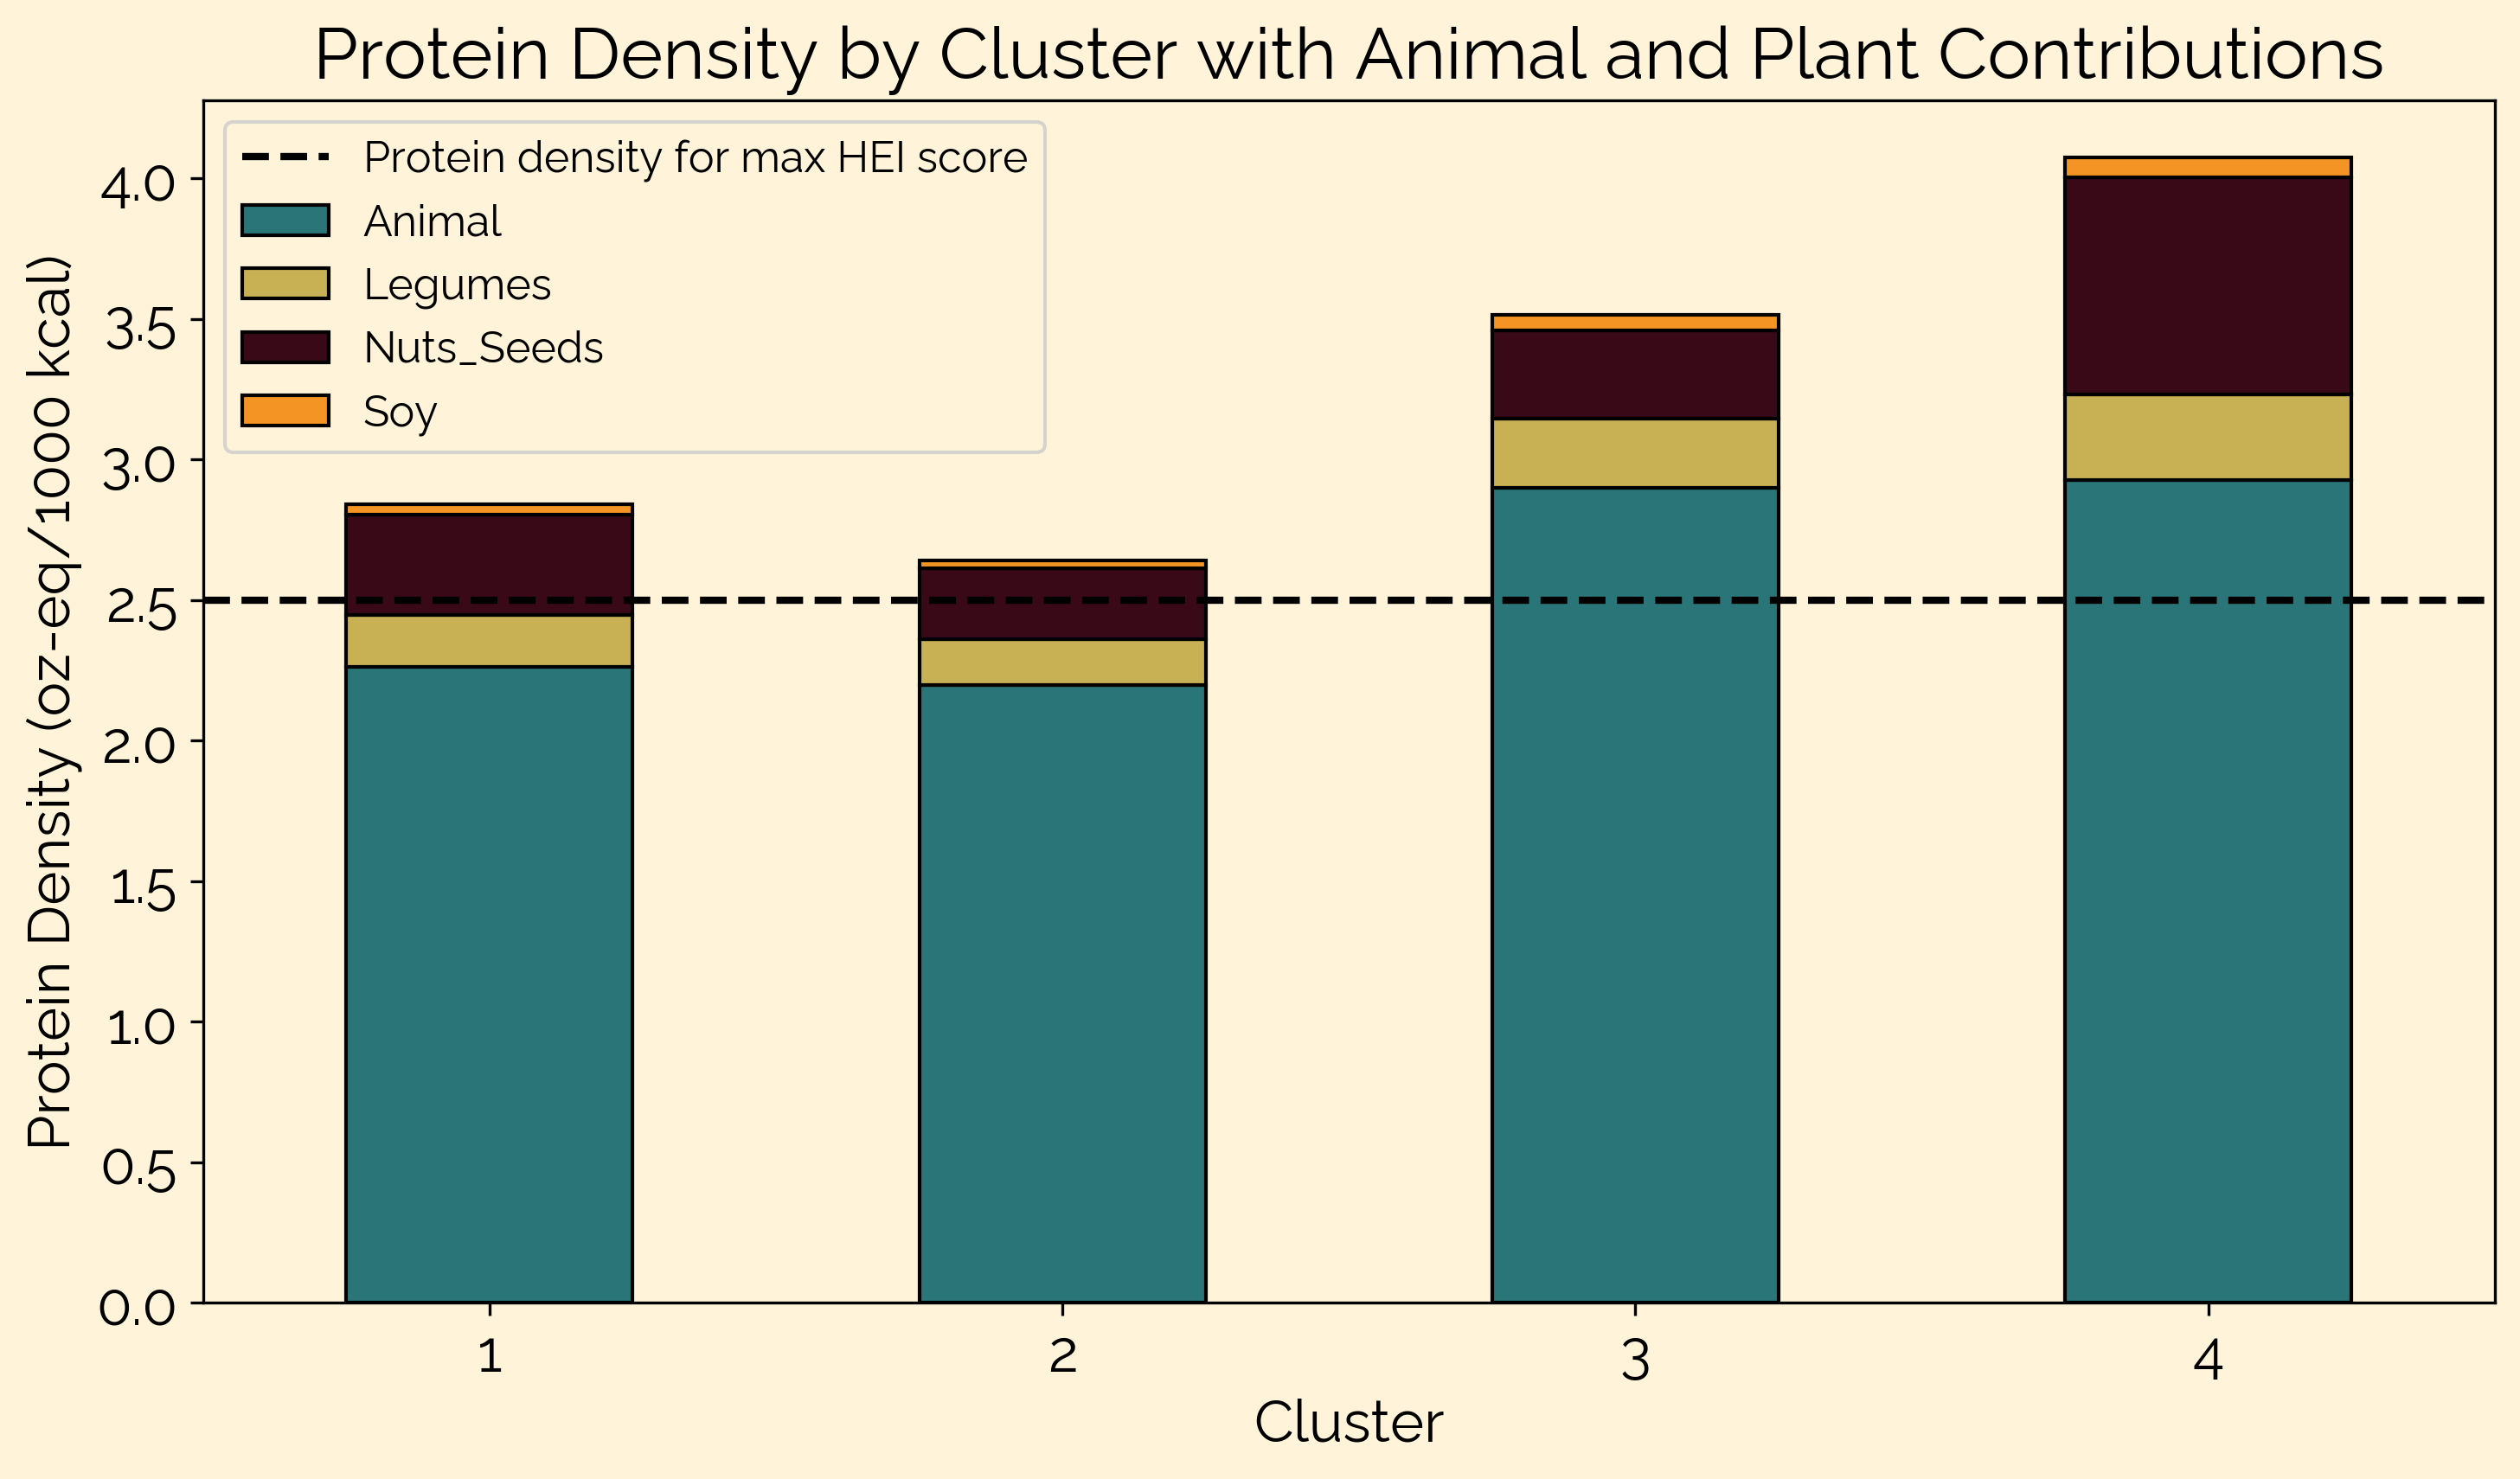 Protein Density by Cluster with Animal and Plant Contributions
Protein density for max HEI score
Animal
Legumes
Nuts_Seeds
Soy
Protein Density (oz-eq/1000 kcal)
4.0
3.5
3.0
2.5
2.0
1.5
1.0
0.5
0.0
1 2 3 4
Cluster